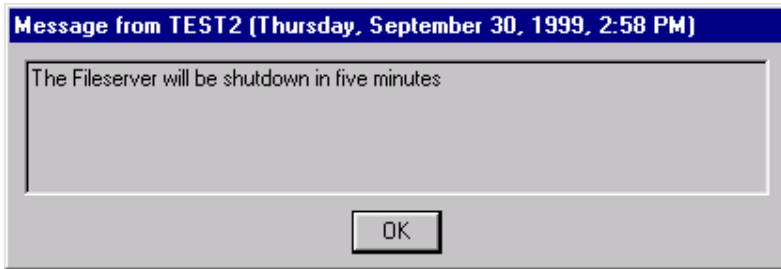 Message from TEST2 (Thursday, September 30, 1999, 2:58 PM)
The Fileserver will be shutdown in five minutes
OK